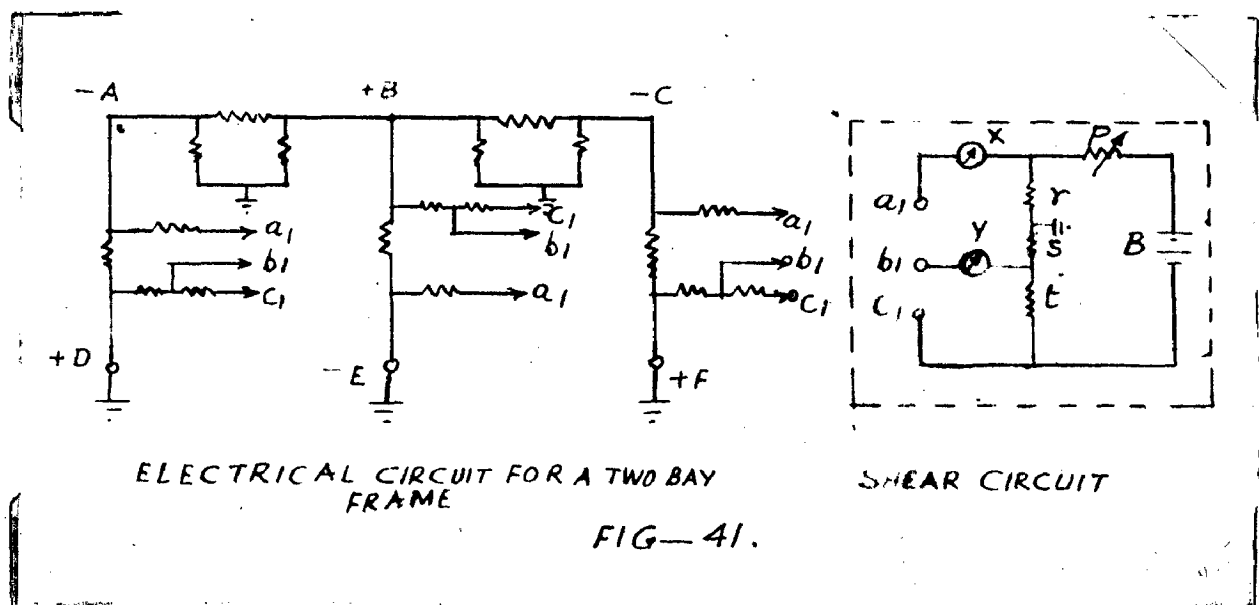 -A
+B
-C
a1
b1
c1
c1
b1
a1
a1
b1
c1
+D
-E
+F
X
P
a1
r
Y
S
b1
B
t
c1
ELECTRICAL CIRCUIT FOR A TWO BAY
FRAME
SHEAR CIRCUIT
FIG-41.